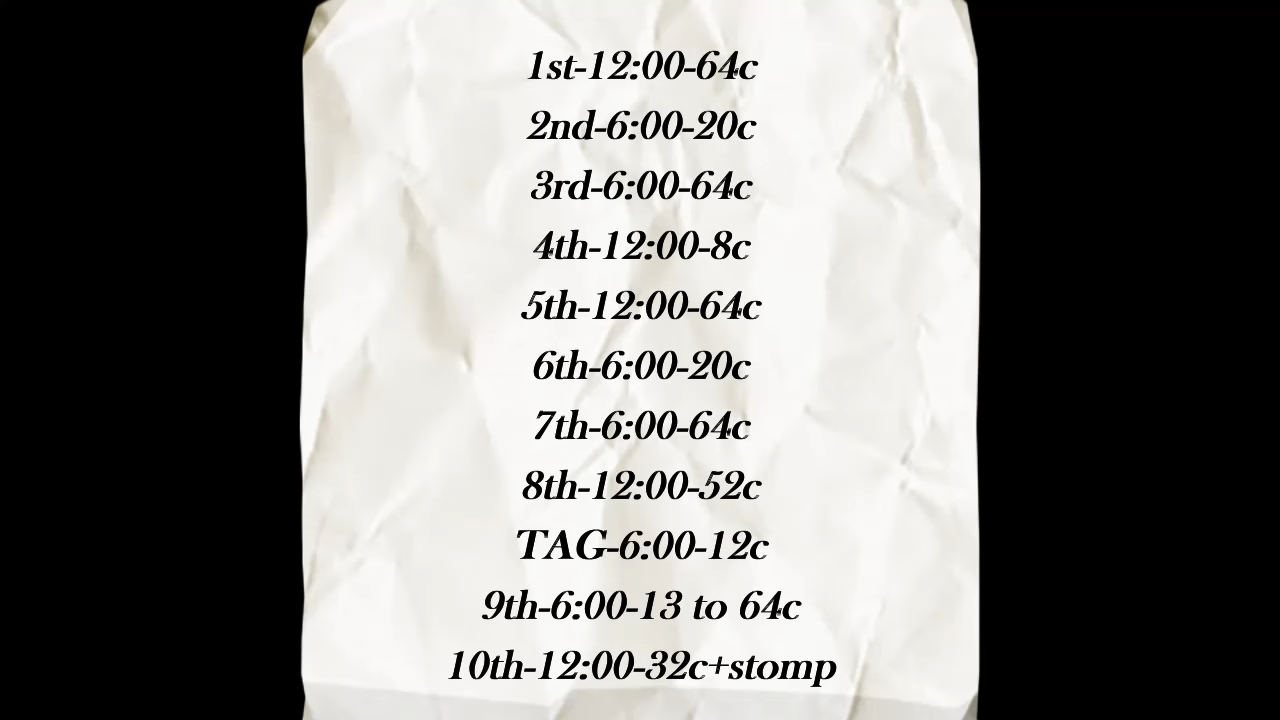 1st-12:00-64c
2nd-6:00-20c
3rd-6:00-64c
4th-12:00-8c
5th-12:00-64c
6th-6:00-20c
7th-6:00-64c
8th-12:00-52c
TAG-6:00-12c
9th-6:00-13 to 64c
10th-12:00-32c+stomp